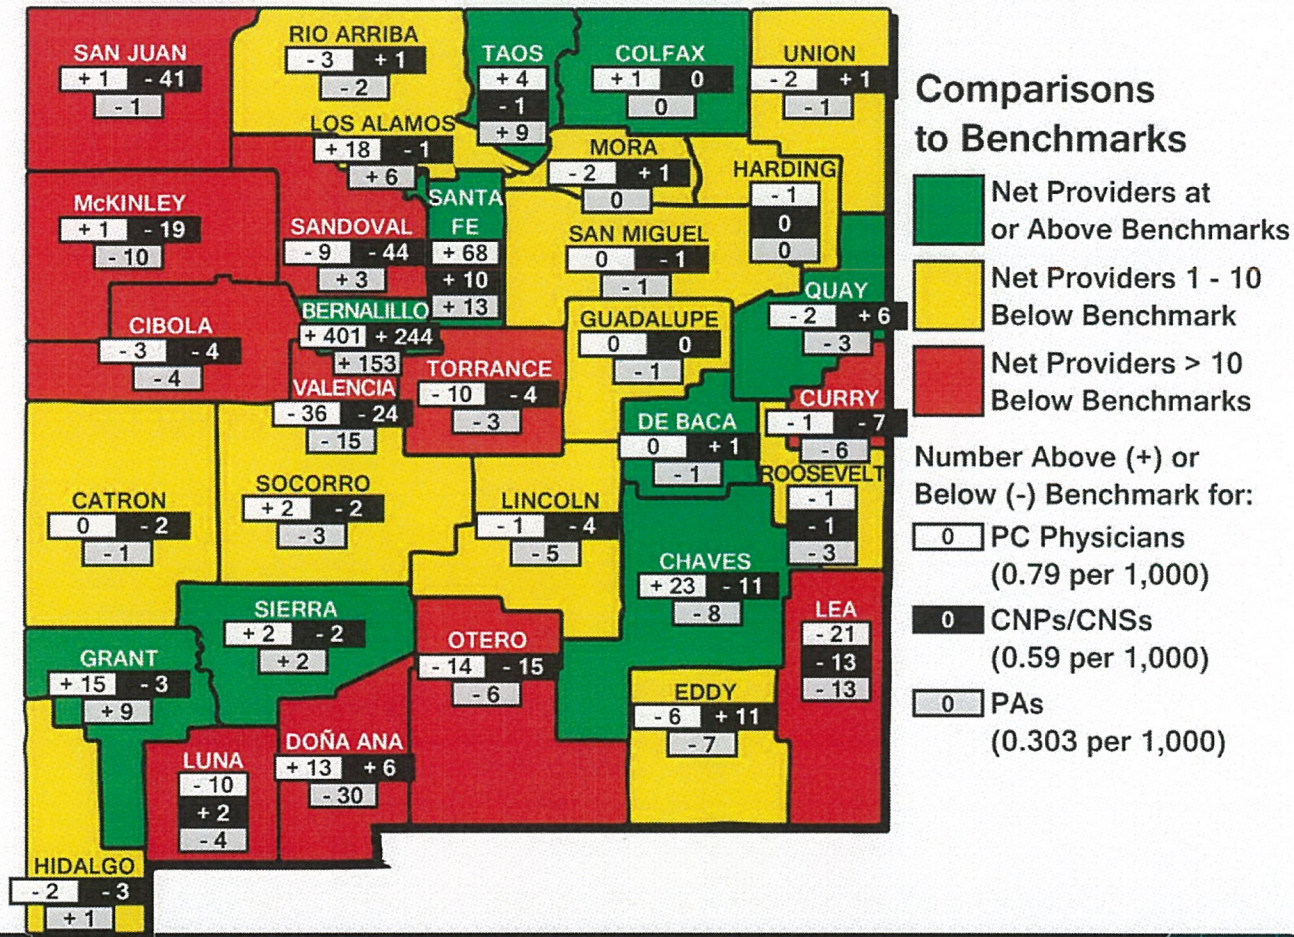 SAN JUAN
+ 1 - 41
- 1
RIO ARRIBA
- 3 + 1
- 2
TAOS
+ 4
- 1
+ 9
COLFAX
+ 1 0
0
UNION
- 2 + 1
- 1
LOS ALAMOS
+ 18 - 1
+ 6
MORA
- 2 + 1
0
HARDING
- 1
0
0
McKINLEY
+ 1 - 19
- 10
SANDOVAL
- 9 - 44
+ 3
SANTA
FE
+ 68
+ 10
+ 13
SAN MIGUEL
0 - 1
- 1
QUAY
- 2 + 6
- 3
CIBOLA
- 3 - 4
- 4
BERNALILLO
+ 401 + 244
+ 153
GUADALUPE
0 0
- 1
VALENCIA
- 36 - 24
- 15
TORRANCE
- 10 - 4
- 3
DE BACA
0 + 1
- 1
CURRY
- 1 - 7
- 6
CATRON
0 - 2
- 1
SOCORRO
+ 2 - 2
- 3
LINCOLN
- 1 - 4
- 5
ROOSEVELT
- 1
- 1
- 3
CHAVES
+ 23 - 11
- 8
SIERRA
+ 2 - 2
+ 2
OTERO
- 14 - 15
- 6
LEA
- 21
- 13
- 13
GRANT
+ 15 - 3
+ 9
EDDY
- 6 + 11
- 7
LUNA
- 10
+ 2
- 4
DOÑA ANA
+ 13 + 6
- 30
HIDALGO
- 2 - 3
+ 1
Comparisons
to Benchmarks
Net Providers at
or Above Benchmarks
Net Providers 1 - 10
Below Benchmark
Net Providers > 10
Below Benchmarks
Number Above (+) or
Below (-) Benchmark for:
0 PC Physicians
(0.79 per 1,000)
0 CNPs/CNSs
(0.59 per 1,000)
0 PAs
(0.303 per 1,000)